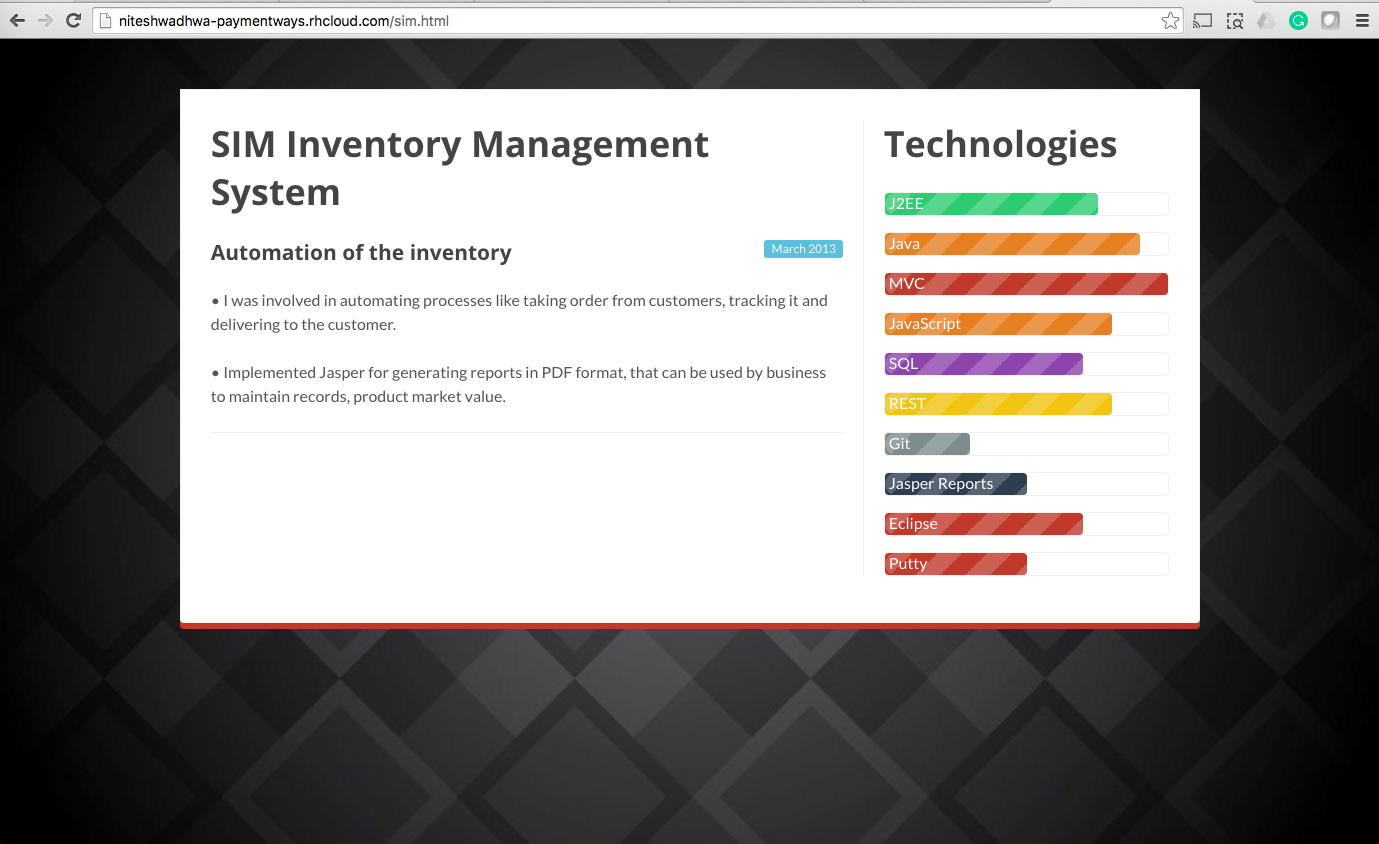 niteshwadhwa-paymentways.rhcloud.com/sim.html
SIM Inventory Management
System
Automation of the inventory
March 2013
• I was involved in automating processes like taking order from customers, tracking it and
delivering to the customer.
• Implemented Jasper for generating reports in PDF format, that can be used by business
to maintain records, product market value.
Technologies
J2EE
Java
MVC
JavaScript
SQL
REST
Git
Jasper Reports
Eclipse
Putty